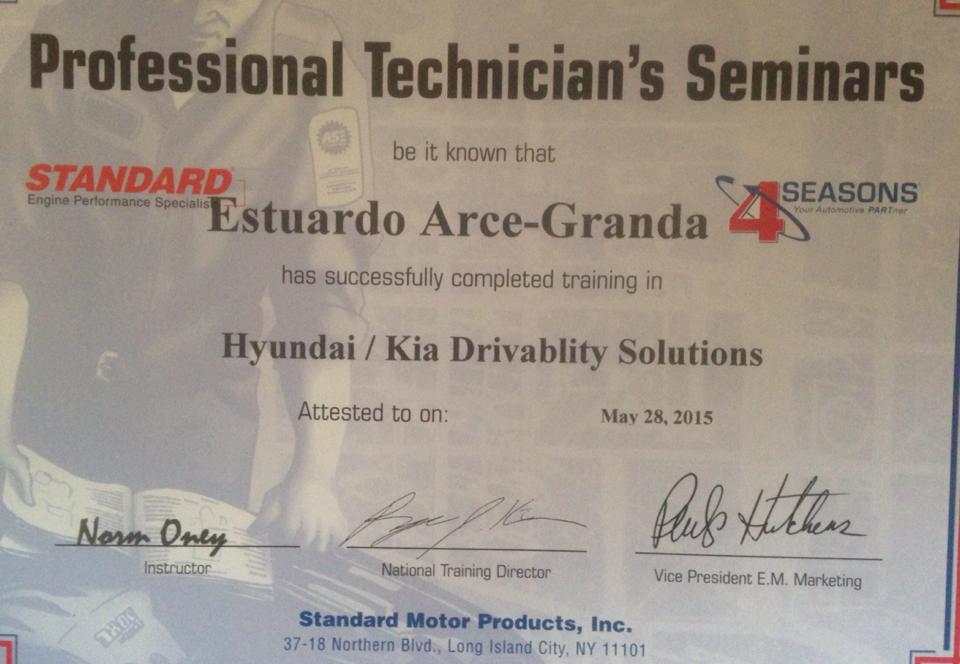 Professional Technician's Seminars
be it known that
STANDARD
Engine Performance Specialist
4 SEASONS
Your Automotive PARTner
Estuardo Arce-Granda
has successfully completed training in
Hyundai / Kia Drivablity Solutions
Attested to on: May 28, 2015
Norm Oney
Hutchens
Instructor
National Training Director
Vice President E.M. Marketing
Standard Motor Products, Inc.
37-18 Northern Blvd., Long Island City, NY 11101
ASE